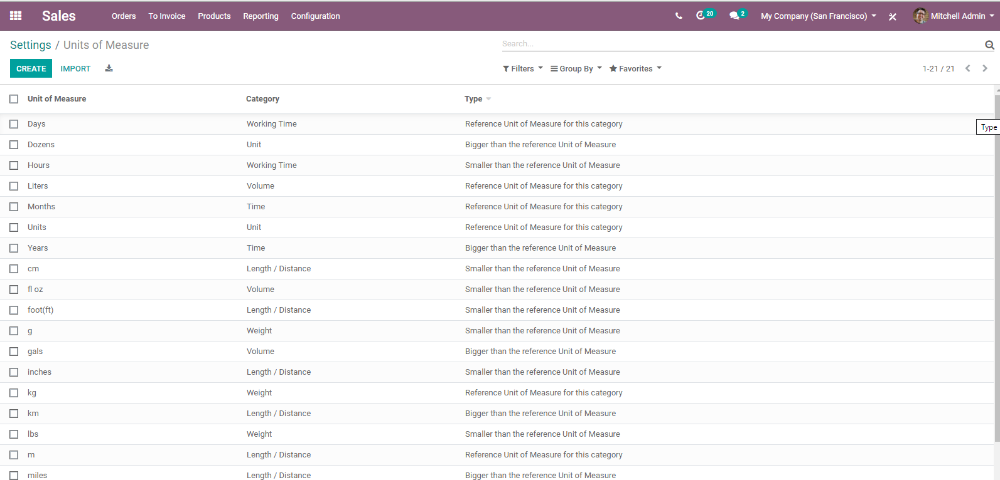 Sales Orders To Invoice Products Reporting Configuration 20 2 My Company (San Francisco) Mitchell Admin
Settings / Units of Measure Search...
CREATE IMPORT Filters Group By Favorites 1-21 / 21
Unit of Measure Category Type
Days Working Time Reference Unit of Measure for this category
Type
Dozens Unit Bigger than the reference Unit of Measure
Hours Working Time Smaller than the reference Unit of Measure
Liters Volume Reference Unit of Measure for this category
Months Time Reference Unit of Measure for this category
Units Unit Reference Unit of Measure for this category
Years Time Bigger than the reference Unit of Measure
cm Length / Distance Smaller than the reference Unit of Measure
fl oz Volume Smaller than the reference Unit of Measure
foot(ft) Length / Distance Smaller than the reference Unit of Measure
g Weight Smaller than the reference Unit of Measure
gals Volume Bigger than the reference Unit of Measure
inches Length / Distance Smaller than the reference Unit of Measure
kg Weight Reference Unit of Measure for this category
km Length / Distance Bigger than the reference Unit of Measure
lbs Weight Smaller than the reference Unit of Measure
m Length / Distance Reference Unit of Measure for this category
miles Length / Distance Bigger than the reference Unit of Measure